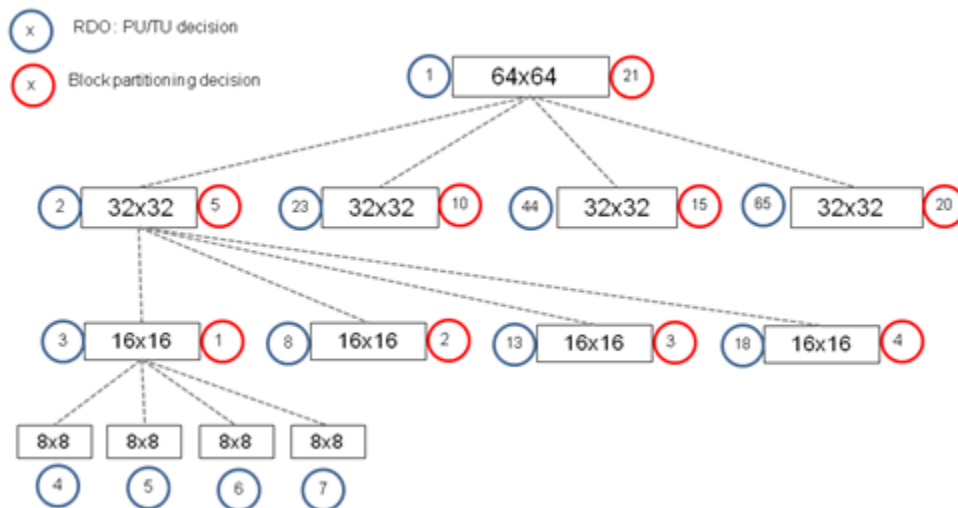 x RDO: PU/TU decision
x Block partitioning decision
1 64x64 21
2 32x32 5 23 32x32 10 44 32x32 15 65 32x32 20
3 16x16 1 8 16x16 2 13 16x16 3 18 16x16 4
8x8 8x8 8x8 8x8
4 5 6 7